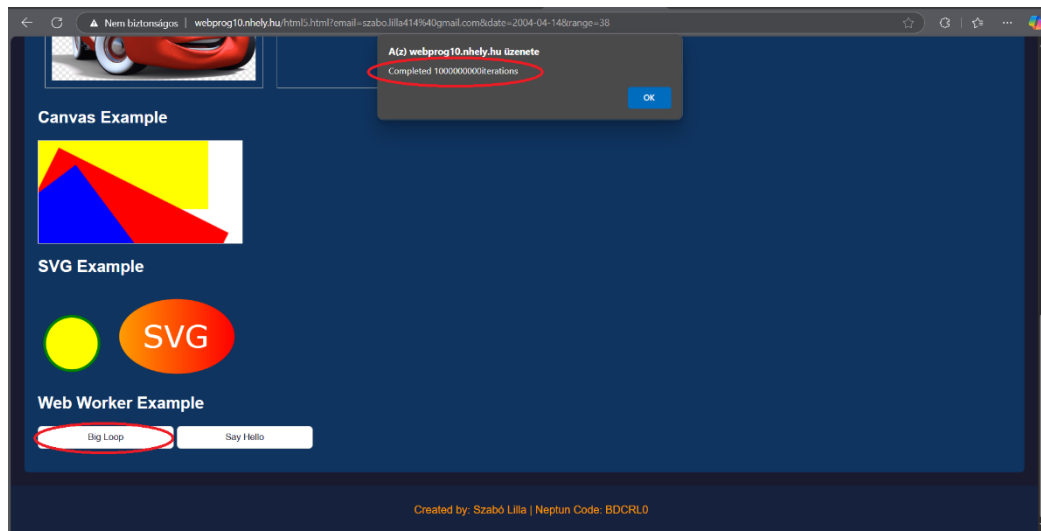 Nem biztonságos | webprog10.nhely.hu/html5.html?email=szabo.lilla414%40gmail.com&date=2004-04-14&range=38
A(z) webprog10.nhely.hu üzenete
Completed 1000000000iterations
OK
Canvas Example
SVG Example
SVG
Web Worker Example
Big Loop Say Hello
Created by: Szabó Lilla | Neptun Code: BDCRL0